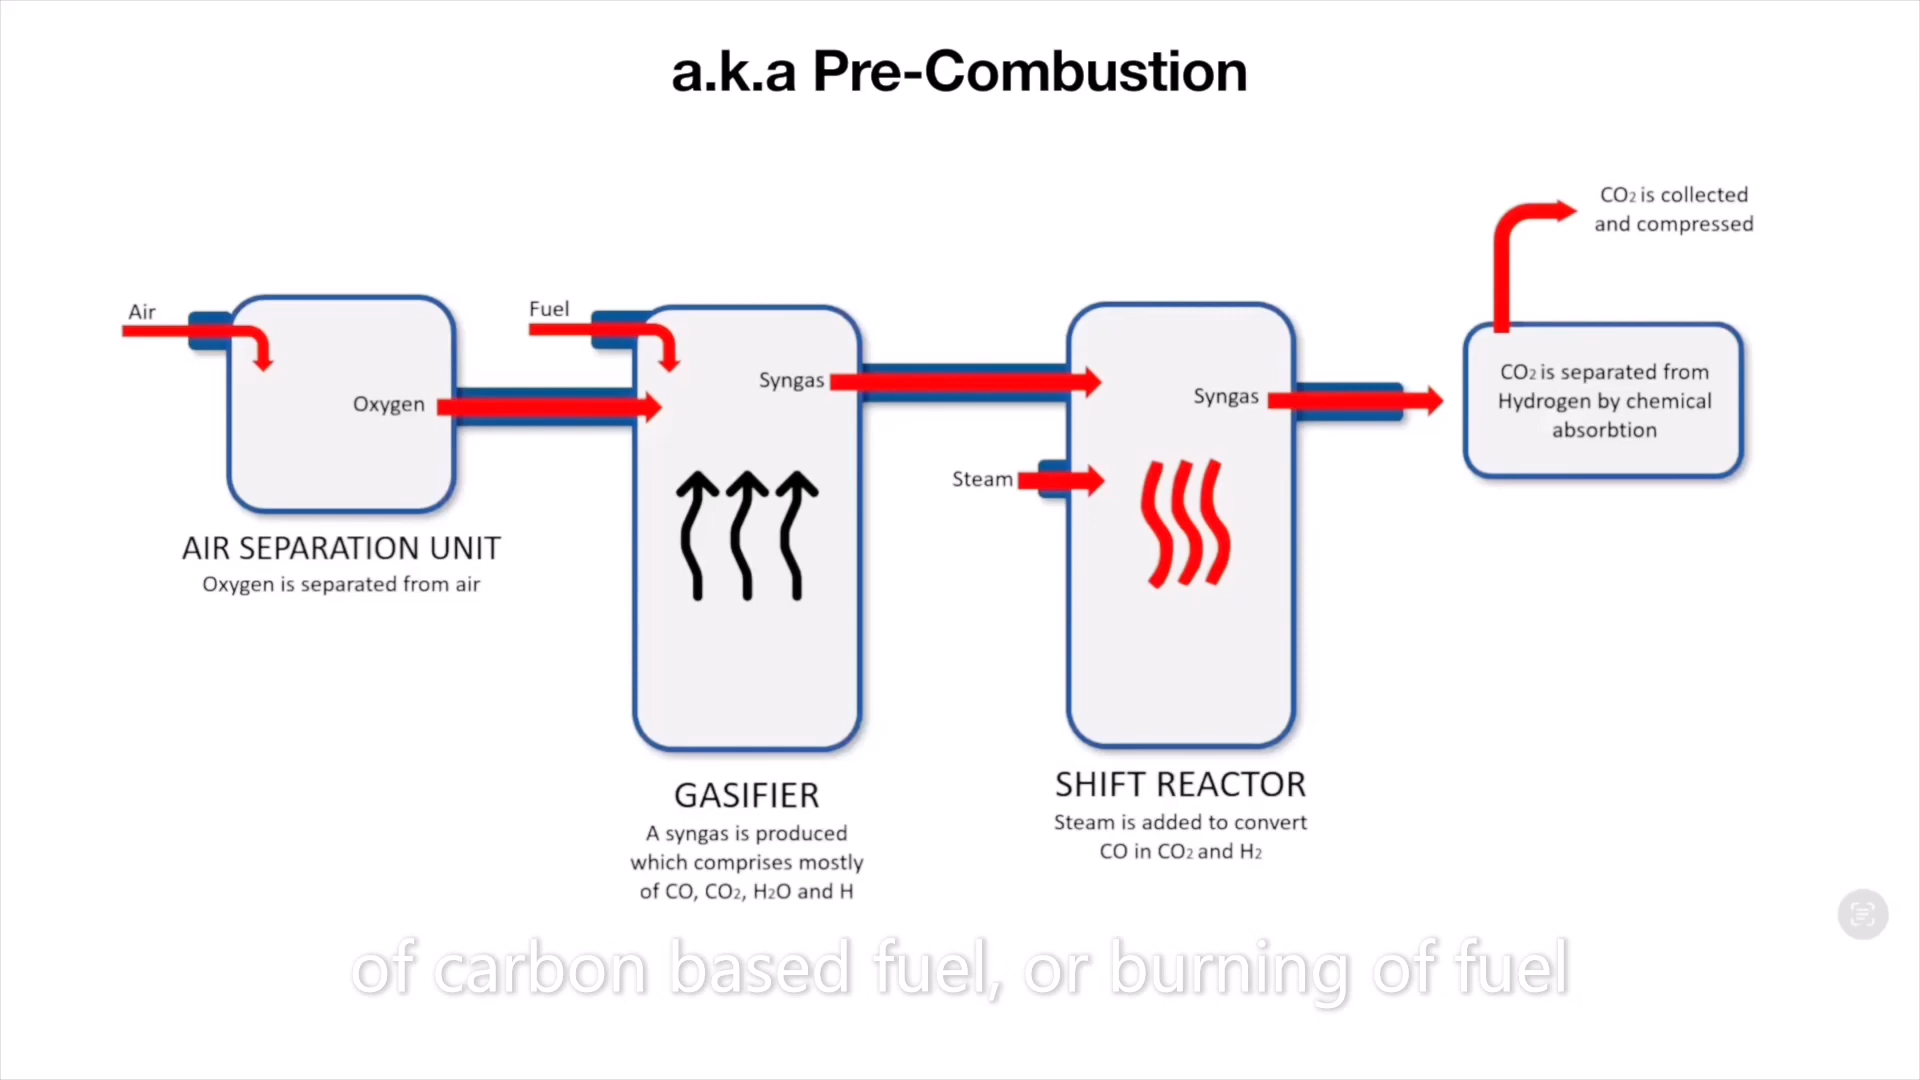 a.k.a Pre-Combustion
CO₂ is collected
and compressed
Air
Oxygen
AIR SEPARATION UNIT
Oxygen is separated from air
Fuel
Syngas
GASIFIER
A syngas is produced
which comprises mostly
of CO, CO₂, H₂O and H
Steam
Syngas
SHIFT REACTOR
Steam is added to convert
CO in CO₂ and H₂
CO₂ is separated from
Hydrogen by chemical
absorbtion
of carbon based fuel, or burning of fuel